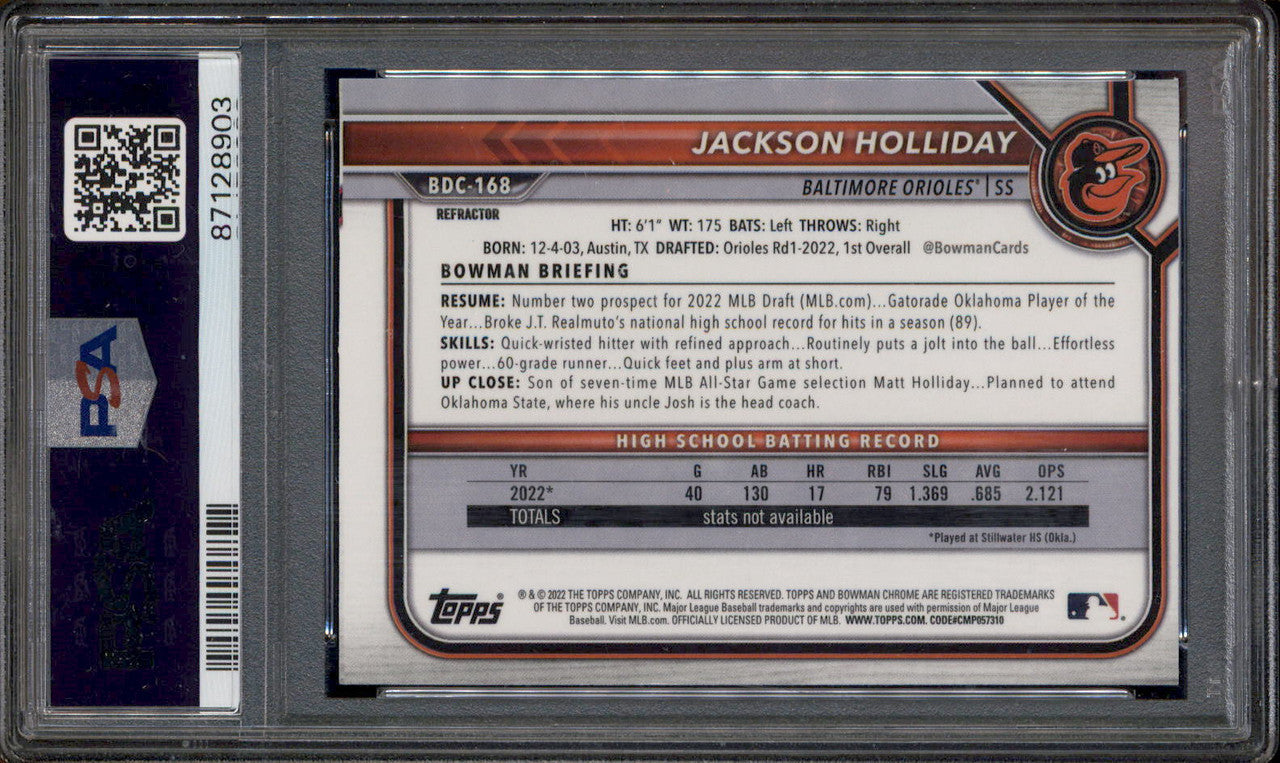 87128903
PSA
JACKSON HOLLIDAY
BDC-168
BALTIMORE ORIOLES® | SS
REFRACTOR
HT: 6'1" WT: 175 BATS: Left THROWS: Right
BORN: 12-4-03, Austin, TX DRAFTED: Orioles Rd1-2022, 1st Overall @BowmanCards
BOWMAN BRIEFING
RESUME: Number two prospect for 2022 MLB Draft (MLB.com)...Gatorade Oklahoma Player of the
Year...Broke J.T. Realmuto's national high school record for hits in a season (89).
SKILLS: Quick-wristed hitter with refined approach...Routinely puts a jolt into the ball...Effortless
power...60-grade runner...Quick feet and plus arm at short.
UP CLOSE: Son of seven-time MLB All-Star Game selection Matt Holliday...Planned to attend
Oklahoma State, where his uncle Josh is the head coach.
HIGH SCHOOL BATTING RECORD
YR G AB HR RBI SLG AVG OPS
2022* 40 130 17 79 1.369 .685 2.121
TOTALS stats not available
*Played at Stillwater HS (Okla.)
Topps®
® & © 2022 THE TOPPS COMPANY, INC. ALL RIGHTS RESERVED. TOPPS AND BOWMAN CHROME ARE REGISTERED TRADEMARKS
OF THE TOPPS COMPANY, INC. Major League Baseball trademarks and copyrights are used with permission of Major League
Baseball. Visit MLB.com. OFFICIALLY LICENSED PRODUCT OF MLB. WWW.TOPPS.COM. CODE#CMP057310